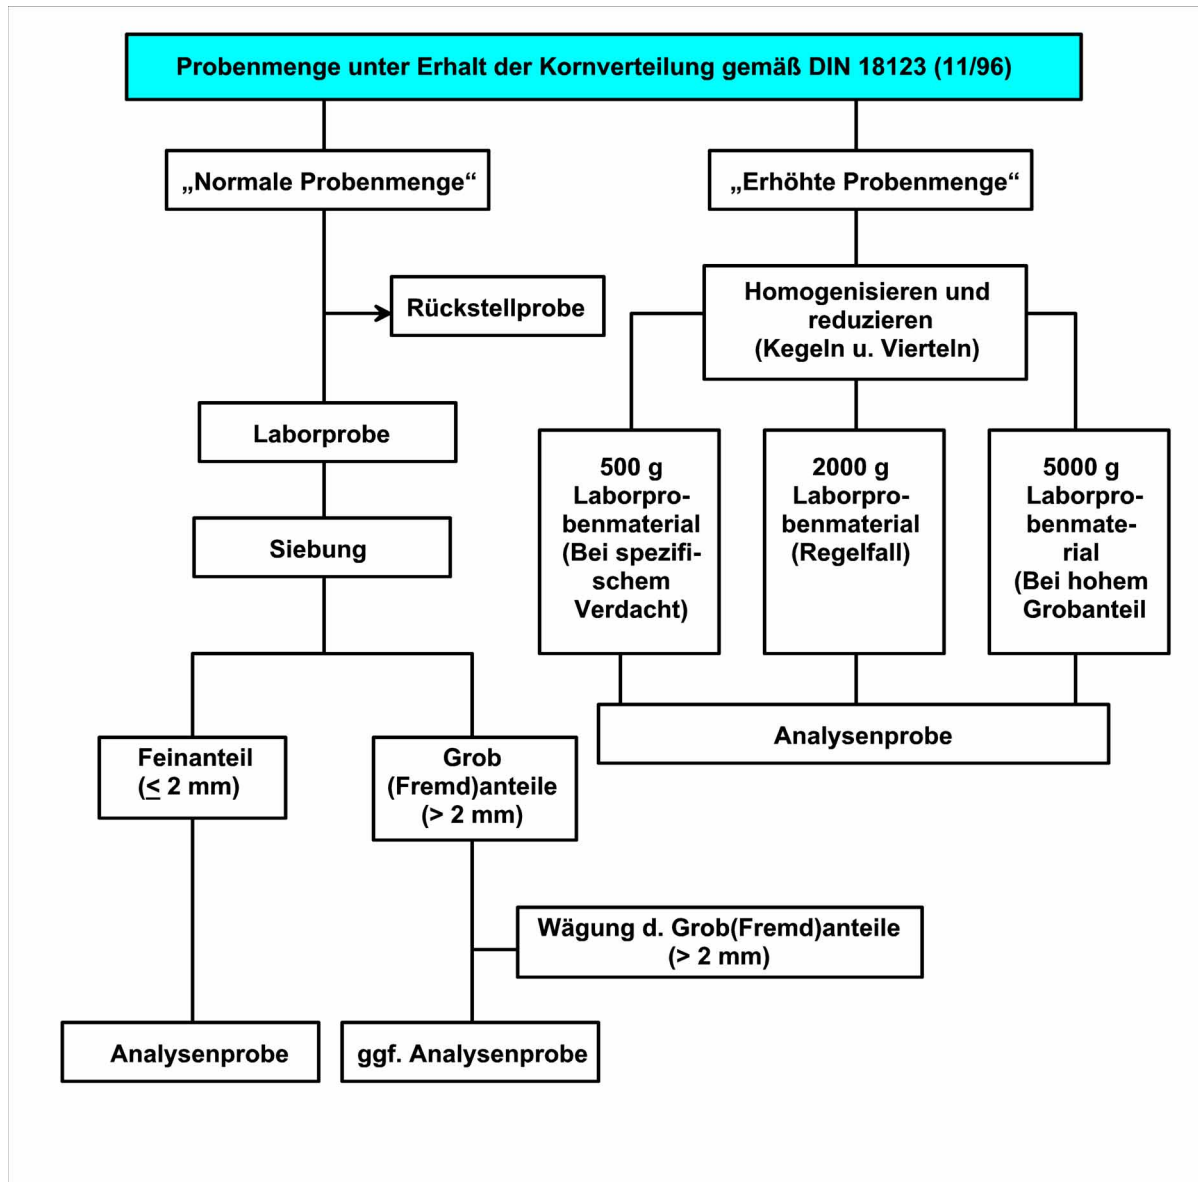 Probenmenge unter Erhalt der Kornverteilung gemäß DIN 18123 (11/96)
„Normale Probenmenge“
„Erhöhte Probenmenge“
Rückstellprobe
Homogenisieren und
reduzieren
(Kegeln u. Vierteln)
Laborprobe
Siebung
500 g
Laborpro-
benmaterial
(Bei spezifi-
schem
Verdacht)
2000 g
Laborpro-
benmaterial
(Regelfall)
5000 g
Laborpro-
benmate-
rial
(Bei hohem
Grobanteil
Analysenprobe
Feinanteil
(≤ 2 mm)
Grob
(Fremd)anteile
(> 2 mm)
Wägung d. Grob(Fremd)anteile
(> 2 mm)
Analysenprobe
ggf. Analysenprobe